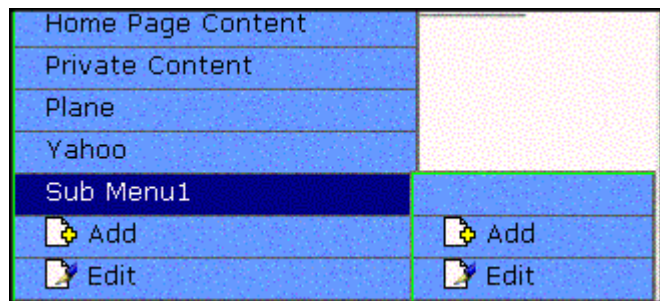 Home Page Content
Private Content
Plane
Yahoo
Sub Menu1
Add
Edit
Add
Edit